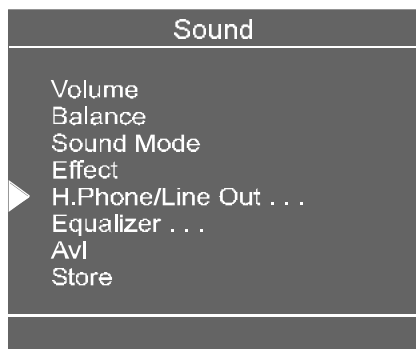 Sound
Volume
Balance
Sound Mode
Effect
H.Phone/Line Out . . .
Equalizer . . .
Avl
Store